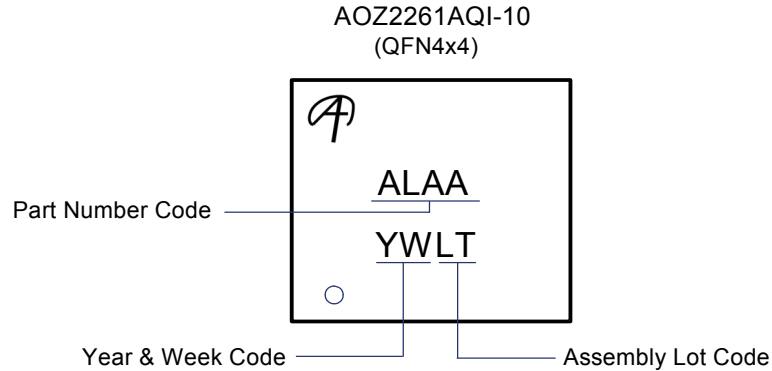 AOZ2261AQI-10
(QFN4x4)
ALAA
Part Number Code
YWLT
Year & Week Code
Assembly Lot Code